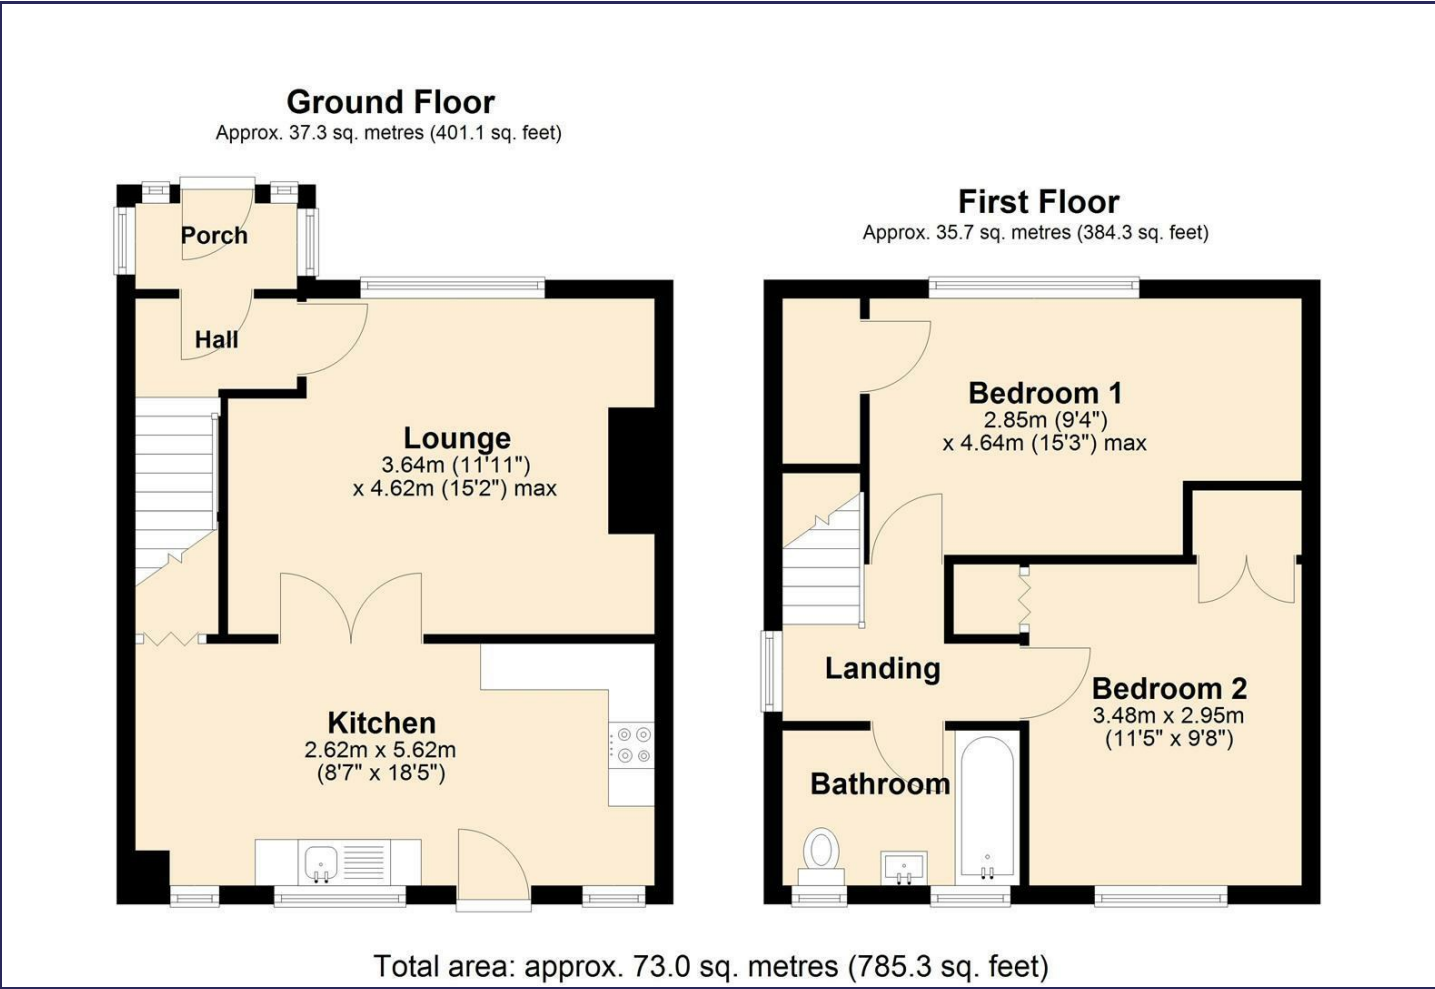 Ground Floor
Approx. 37.3 sq. metres (401.1 sq. feet)
Porch
Hall
Lounge
3.64m (11'11")
x 4.62m (15'2") max
Kitchen
2.62m x 5.62m
(8'7" x 18'5")
First Floor
Approx. 35.7 sq. metres (384.3 sq. feet)
Bedroom 1
2.85m (9'4")
x 4.64m (15'3") max
Landing
Bedroom 2
3.48m x 2.95m
(11'5" x 9'8")
Bathroom
Total area: approx. 73.0 sq. metres (785.3 sq. feet)